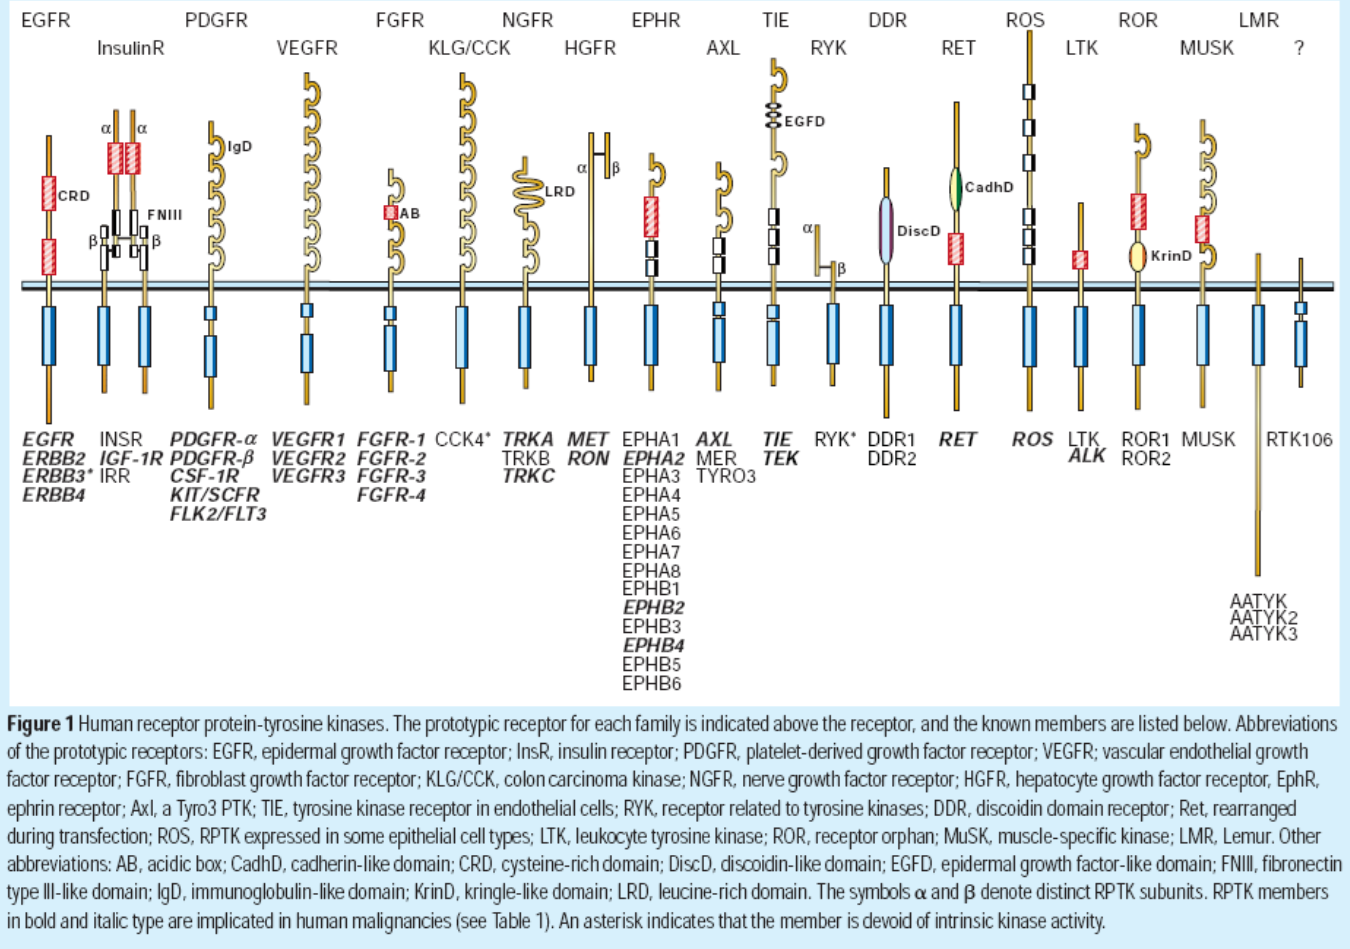 EGFR PDGFR FGFR NGFR EPHR TIE DDR ROS ROR LMR
InsulinR VEGFR KLG/CCK HGFR AXL RYK RET LTK MUSK ?
α α
IgD
EGFD
α β
LRD
CRD
CadhD
AB
FNIII
β β
α β
DiscD
KrinD
EGFR INSR PDGFR-α VEGFR1 FGFR-1 CCK4* TRKA MET EPHA1 AXL TIE RYK* DDR1 RET ROS LTK ROR1 MUSK RTK106
ERBB2 IGF-1R PDGFR-β VEGFR2 FGFR-2 TRKB RON EPHA2 MER TEK DDR2 ALK ROR2
ERBB3* IRR CSF-1R VEGFR3 FGFR-3 TRKC EPHA3 TYRO3
ERBB4 KIT/SCFR FGFR-4 EPHA4
FLK2/FLT3 EPHA5
EPHA6
EPHA7
EPHA8
EPHB1
EPHB2
EPHB3
EPHB4
EPHB5
EPHB6
AATYK
AATYK2
AATYK3
Figure 1 Human receptor protein-tyrosine kinases. The prototypic receptor for each family is indicated above the receptor, and the known members are listed below. Abbreviations
of the prototypic receptors: EGFR, epidermal growth factor receptor; InsR, insulin receptor; PDGFR, platelet-derived growth factor receptor; VEGFR; vascular endothelial growth
factor receptor; FGFR, fibroblast growth factor receptor; KLG/CCK, colon carcinoma kinase; NGFR, nerve growth factor receptor; HGFR, hepatocyte growth factor receptor, EphR,
ephrin receptor; Axl, a Tyro3 PTK; TIE, tyrosine kinase receptor in endothelial cells; RYK, receptor related to tyrosine kinases; DDR, discoidin domain receptor; Ret, rearranged
during transfection; ROS, RPTK expressed in some epithelial cell types; LTK, leukocyte tyrosine kinase; ROR, receptor orphan; MuSK, muscle-specific kinase; LMR, Lemur. Other
abbreviations: AB, acidic box; CadhD, cadherin-like domain; CRD, cysteine-rich domain; DiscD, discoidin-like domain; EGFD, epidermal growth factor-like domain; FNIII, fibronectin
type III-like domain; IgD, immunoglobulin-like domain; KrinD, kringle-like domain; LRD, leucine-rich domain. The symbols α and β denote distinct RPTK subunits. RPTK members
in bold and italic type are implicated in human malignancies (see Table 1). An asterisk indicates that the member is devoid of intrinsic kinase activity.